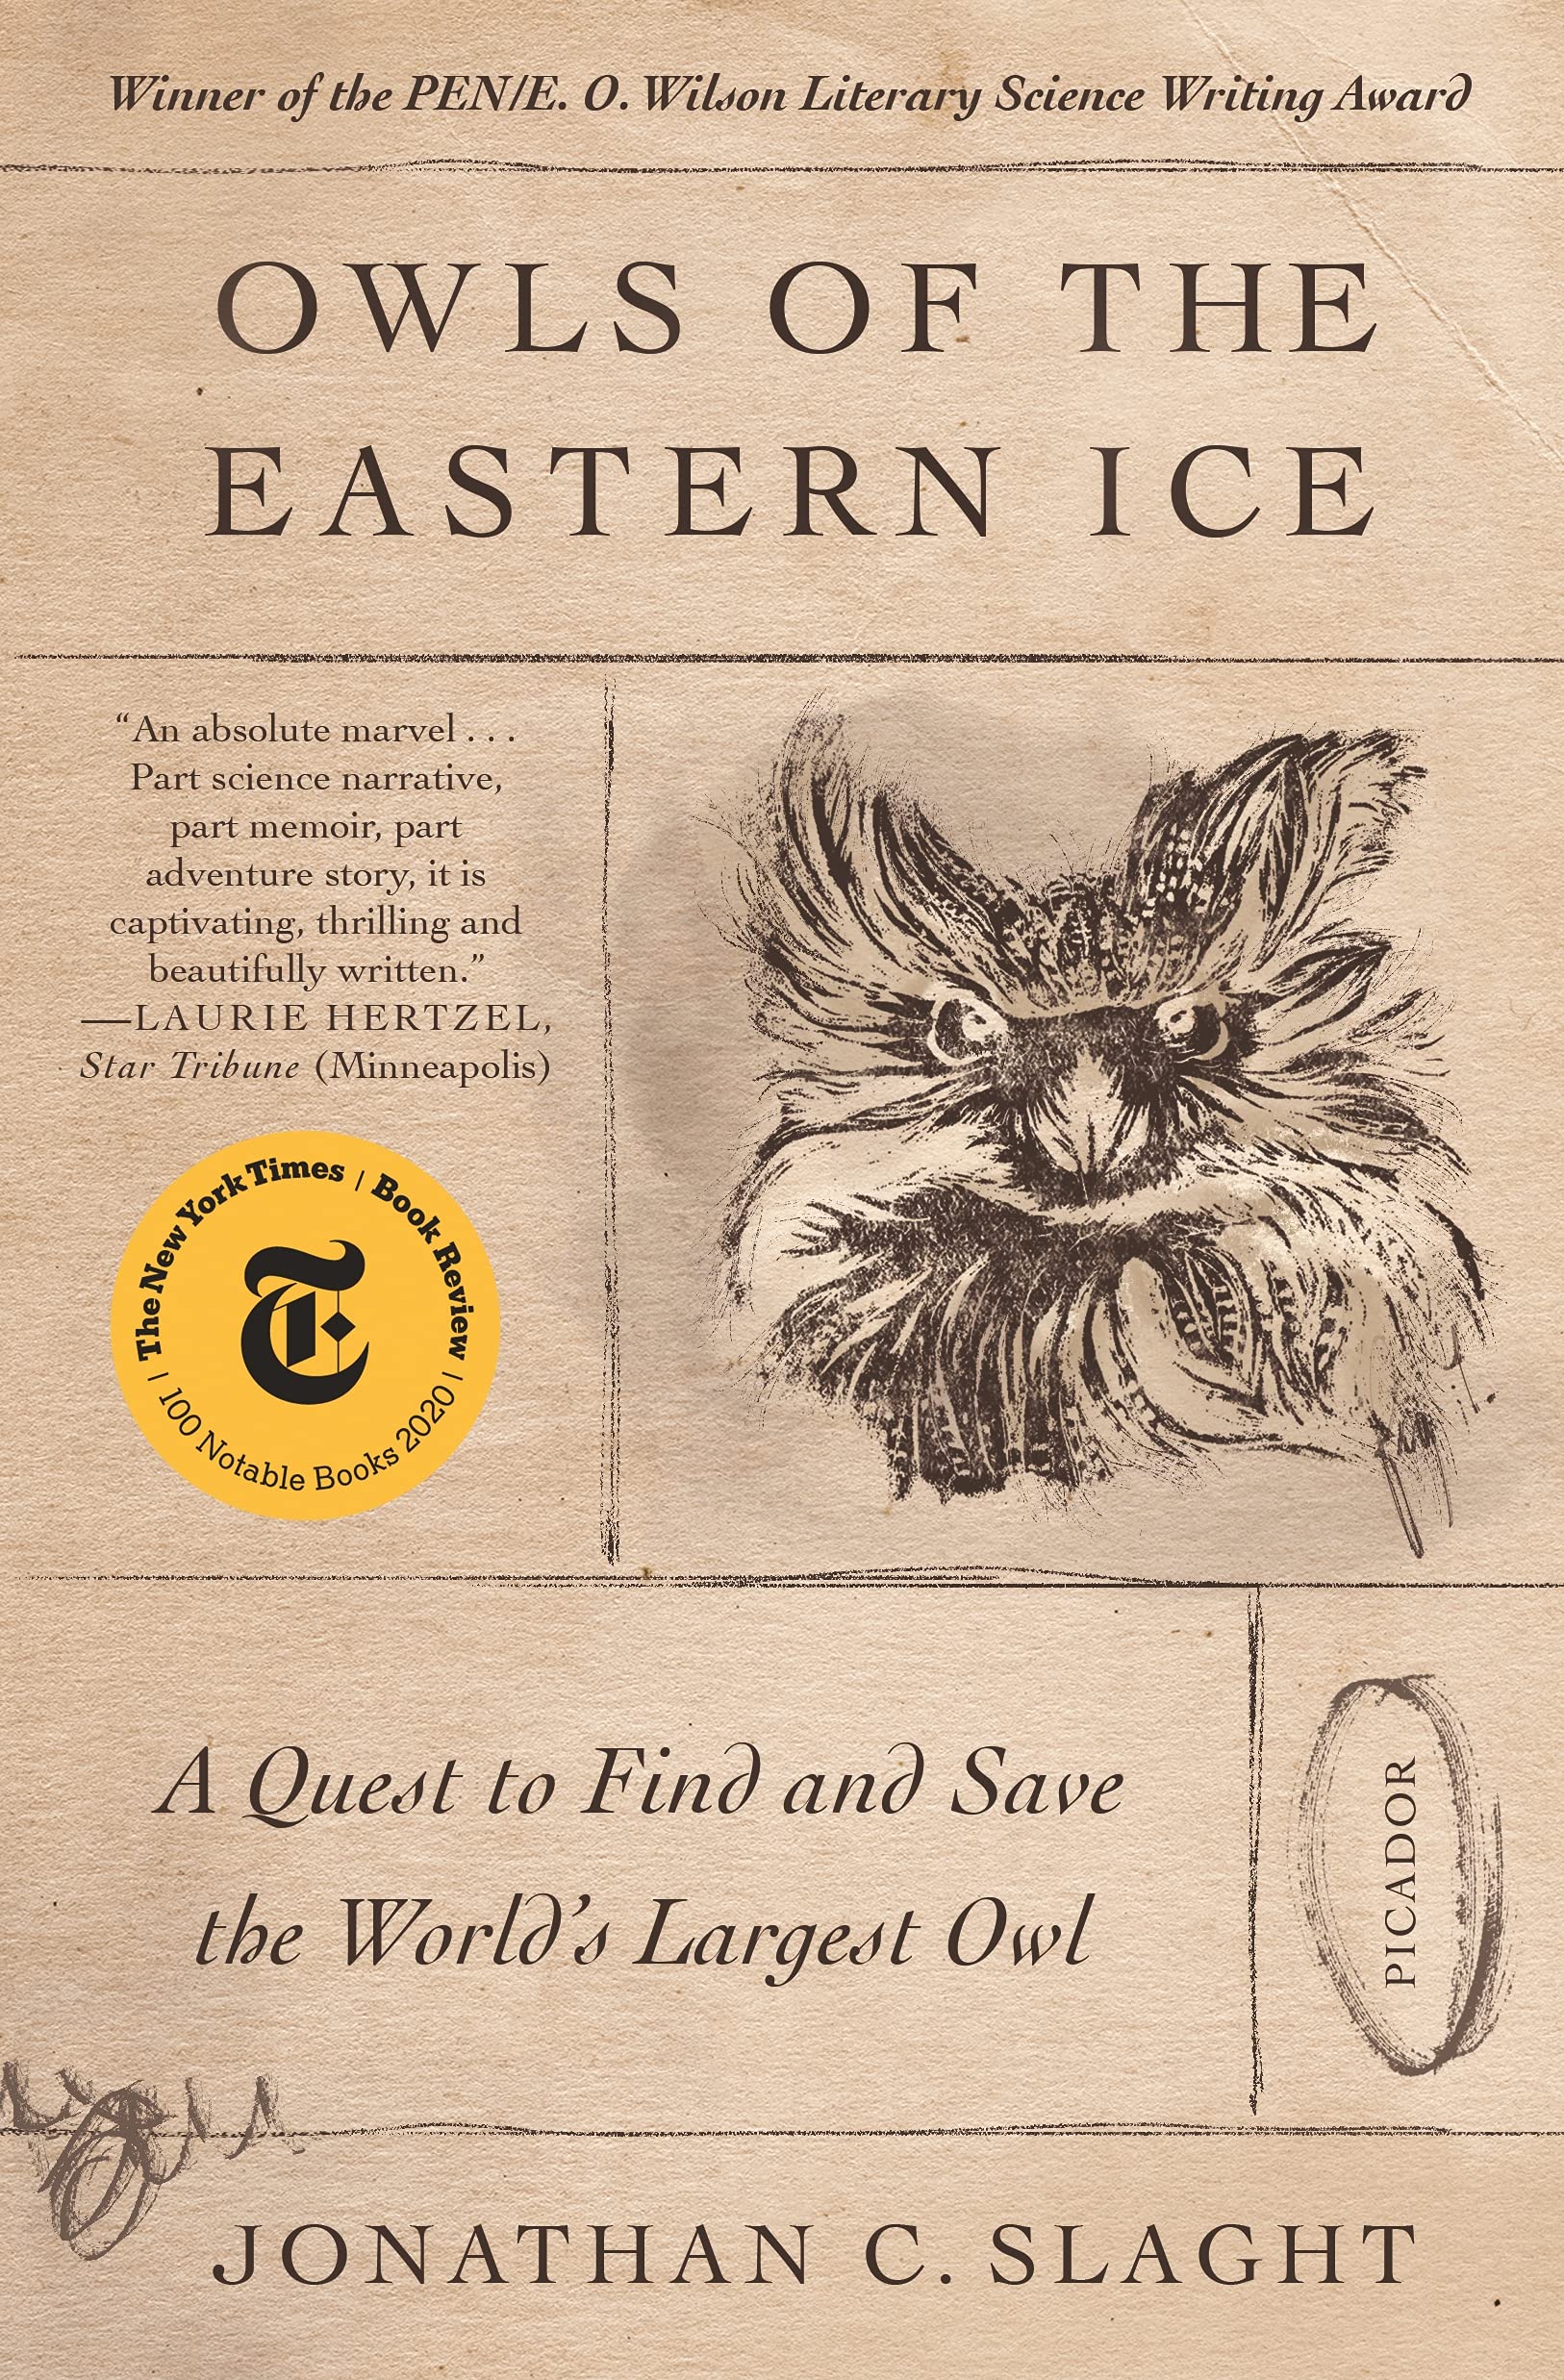 Winner of the PEN/E. O. Wilson Literary Science Writing Award
OWLS OF THE
EASTERN ICE
“An absolute marvel . . .
Part science narrative,
part memoir, part
adventure story, it is
captivating, thrilling and
beautifully written.”
—LAURIE HERTZEL,
Star Tribune (Minneapolis)
The New York Times | Book Review
| 100 Notable Books 2020 |
A Quest to Find and Save
the World’s Largest Owl
PICADOR
JONATHAN C. SLAGHT